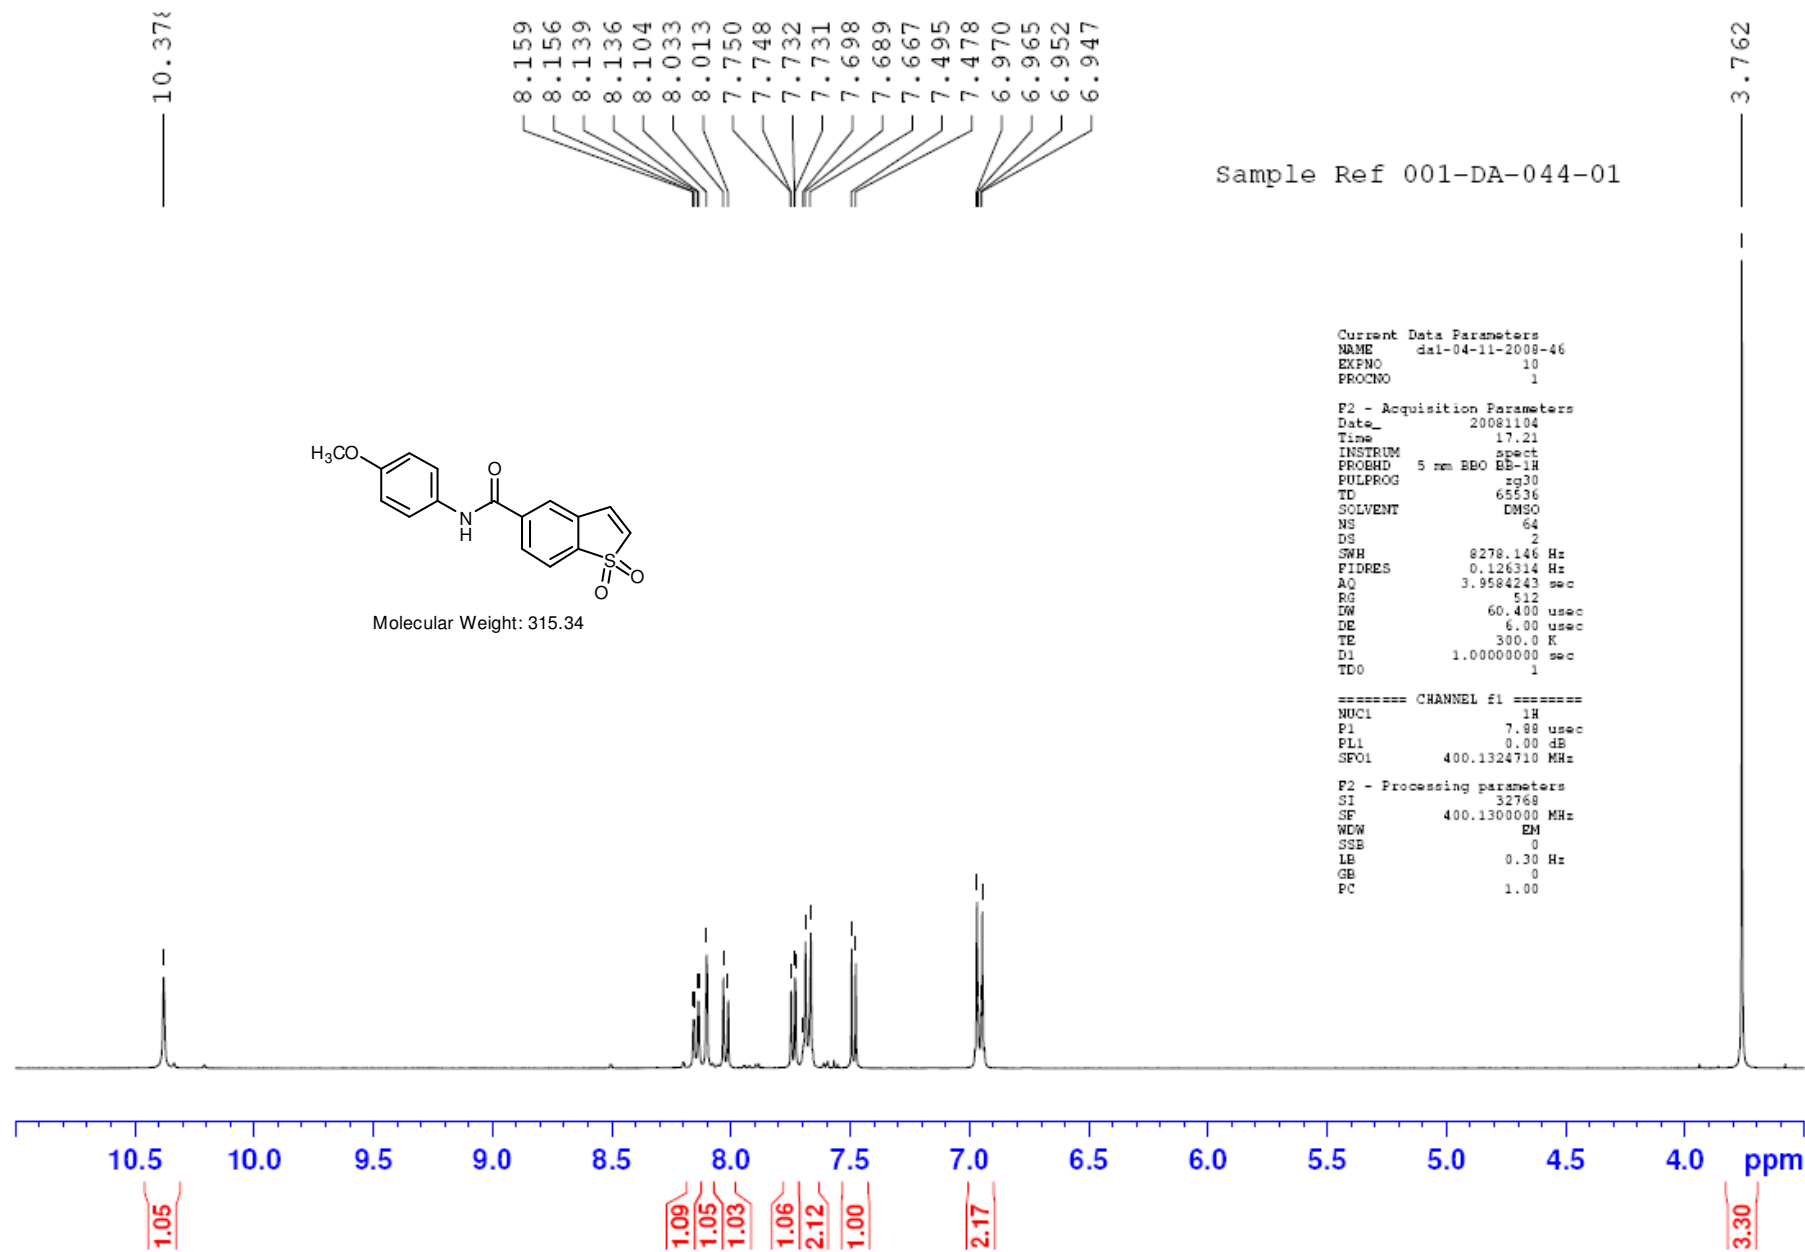 10.378
8.159
8.156
8.139
8.136
8.104
8.033
8.013
7.750
7.748
7.732
7.731
7.698
7.689
7.667
7.495
7.478
6.970
6.965
6.952
6.947
3.762
Sample Ref 001-DA-044-01
Current Data Parameters
NAME da1-04-11-2008-46
EXPNO 10
PROCNO 1
F2 - Acquisition Parameters
Date_ 20081104
Time 17.21
INSTRUM spect
PROBHD 5 mm BBO BB-1H
PULPROG zg30
TD 65536
SOLVENT DMSO
NS 64
DS 2
SWH 8278.146 Hz
FIDRES 0.126314 Hz
AQ 3.9584243 sec
RG 512
DW 60.400 usec
DE 6.00 usec
TE 300.0 K
D1 1.00000000 sec
TD0 1
======== CHANNEL f1 ========
NUC1 1H
P1 7.88 usec
PL1 0.00 dB
SFO1 400.1324710 MHz
F2 - Processing parameters
SI 32768
SF 400.1300000 MHz
WDW EM
SSB 0
LB 0.30 Hz
GB 0
PC 1.00
H3CO
O
N
H
S
O
O
Molecular Weight: 315.34
10.5 10.0 9.5 9.0 8.5 8.0 7.5 7.0 6.5 6.0 5.5 5.0 4.5 4.0 ppm
1.05
1.09
1.05
1.03
1.06
2.12
1.00
2.17
3.30